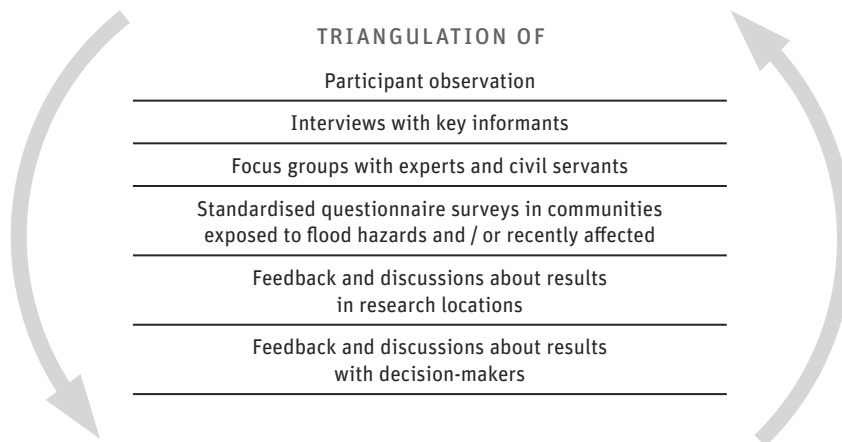 TRIANGULATION OF
Participant observation
Interviews with key informants
Focus groups with experts and civil servants
Standardised questionnaire surveys in communities
exposed to flood hazards and / or recently affected
Feedback and discussions about results
in research locations
Feedback and discussions about results
with decision-makers